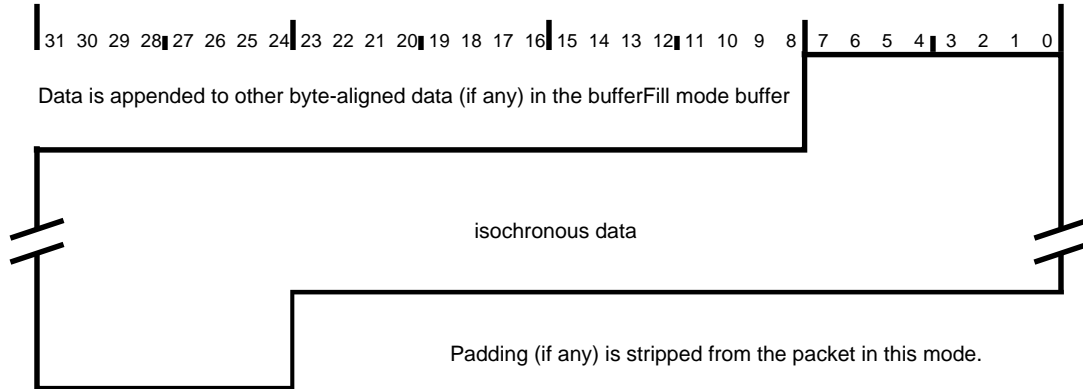 31 30 29 28 27 26 25 24 23 22 21 20 19 18 17 16 15 14 13 12 11 10 9 8 7 6 5 4 3 2 1 0
Data is appended to other byte-aligned data (if any) in the bufferFill mode buffer
isochronous data
Padding (if any) is stripped from the packet in this mode.